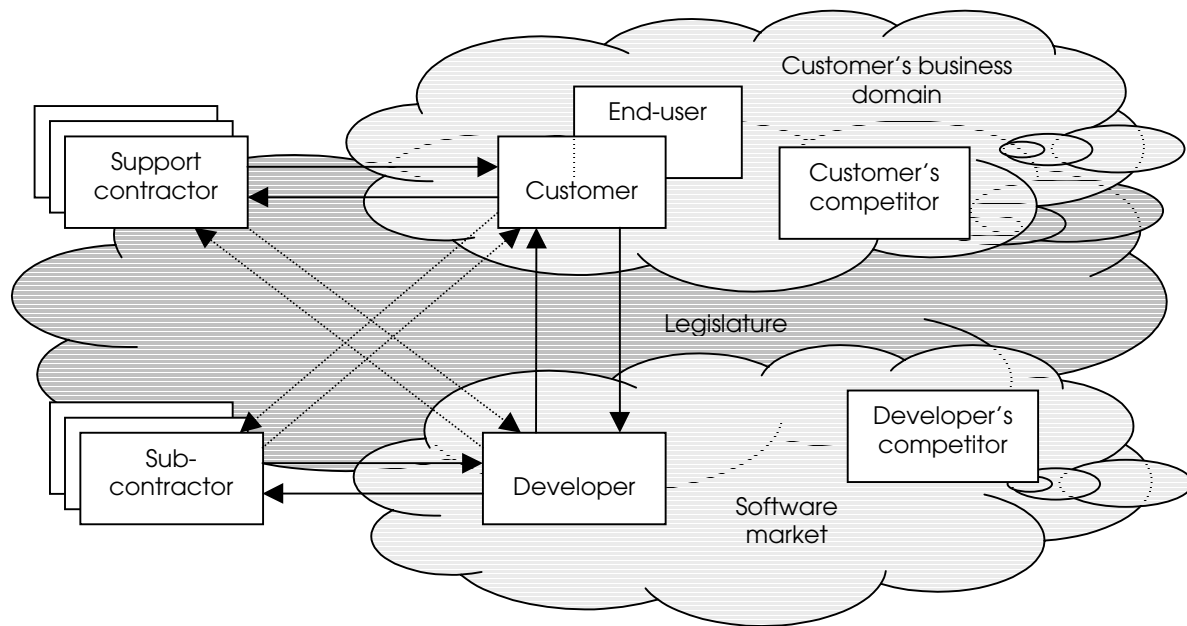 Customer's business
domain
End-user
Support
contractor
Customer
Customer's
competitor
Legislature
Developer's
competitor
Sub-
contractor
Developer
Software
market